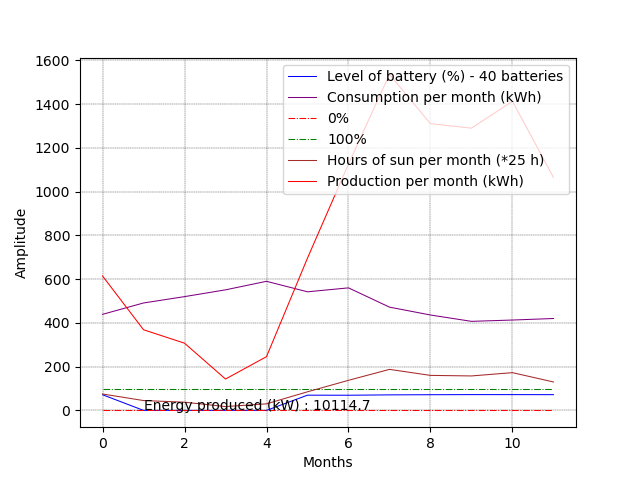 1600
1400
1200
1000
800
600
400
200
0
Amplitude
Level of battery (%) - 40 batteries
Consumption per month (kWh)
0%
100%
Hours of sun per month (*25 h)
Production per month (kWh)
Energy produced (kW) : 10114.7
0 2 4 6 8 10
Months